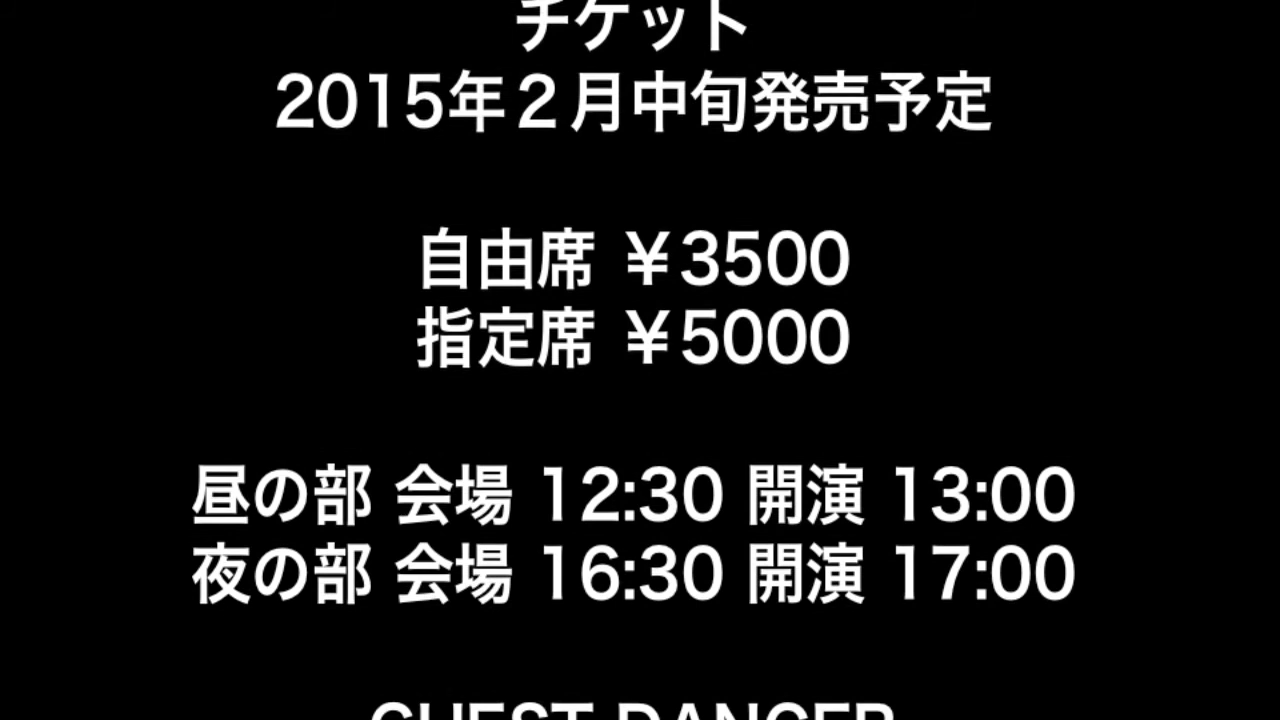 チケット
2015年２月中旬発売予定
自由席 ￥3500
指定席 ￥5000
昼の部 会場 12:30 開演 13:00
夜の部 会場 16:30 開演 17:00
GUEST DANCER